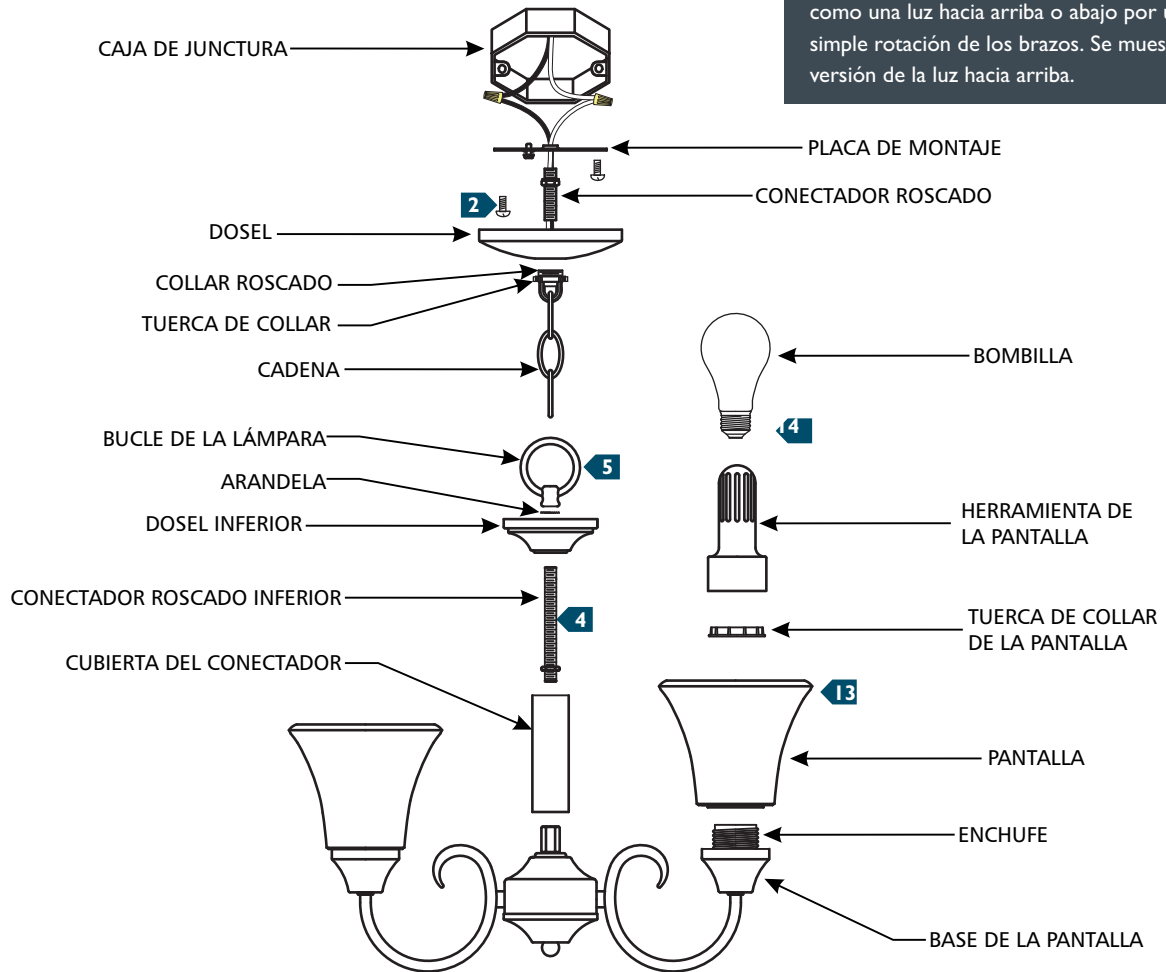 como una luz hacia arriba o abajo por
simple rotación de los brazos. Se
versión de la luz hacia arriba.
CAJA DE JUNCTURA
PLACA DE MONTAJE
CONECTADOR ROSCADO
2
DOSEL
COLLAR ROSCADO
TUERCA DE COLLAR
CADENA
BOMBILLA
14
BUCLE DE LA LÁMPARA
5
ARANDELA
DOSEL INFERIOR
HERRAMIENTA DE
LA PANTALLA
CONECTADOR ROSCADO INFERIOR
4
TUERCA DE COLLAR
DE LA PANTALLA
CUBIERTA DEL CONECTADOR
13
PANTALLA
ENCHUFE
BASE DE LA PANTALLA